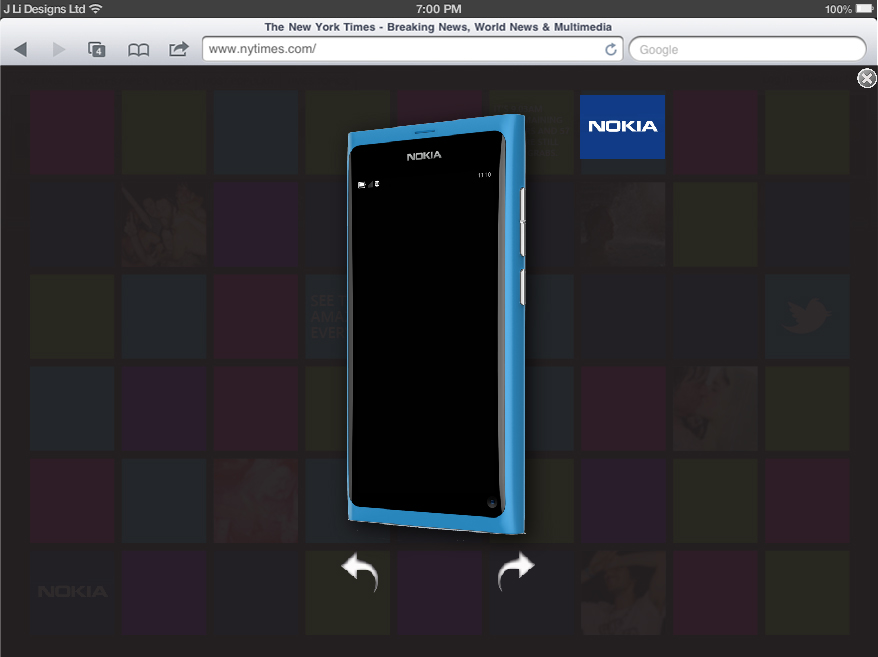 J Li Designs Ltd
7:00 PM
100%
The New York Times - Breaking News, World News & Multimedia
4
www.nytimes.com/
Google
NOKIA
NOKIA
11:10
SEE
AMA
EVER
NOKIA